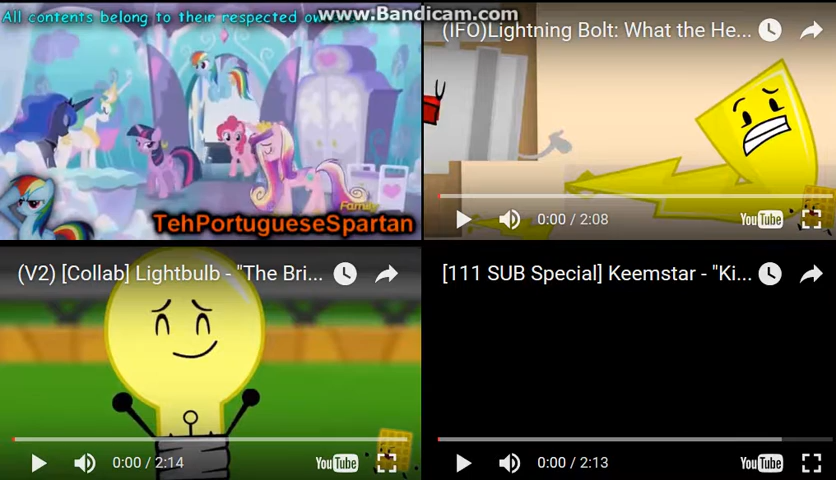 All contents belong to their respected ow
www.Bandicam.com
TehPortugueseSpartan
Family
(IFO)Lightning Bolt: What the He...
0:00 / 2:08
YouTube
(V2) [Collab] Lightbulb - "The Bri...
0:00 / 2:14
YouTube
[111 SUB Special] Keemstar - "Ki...
0:00 / 2:13
YouTube